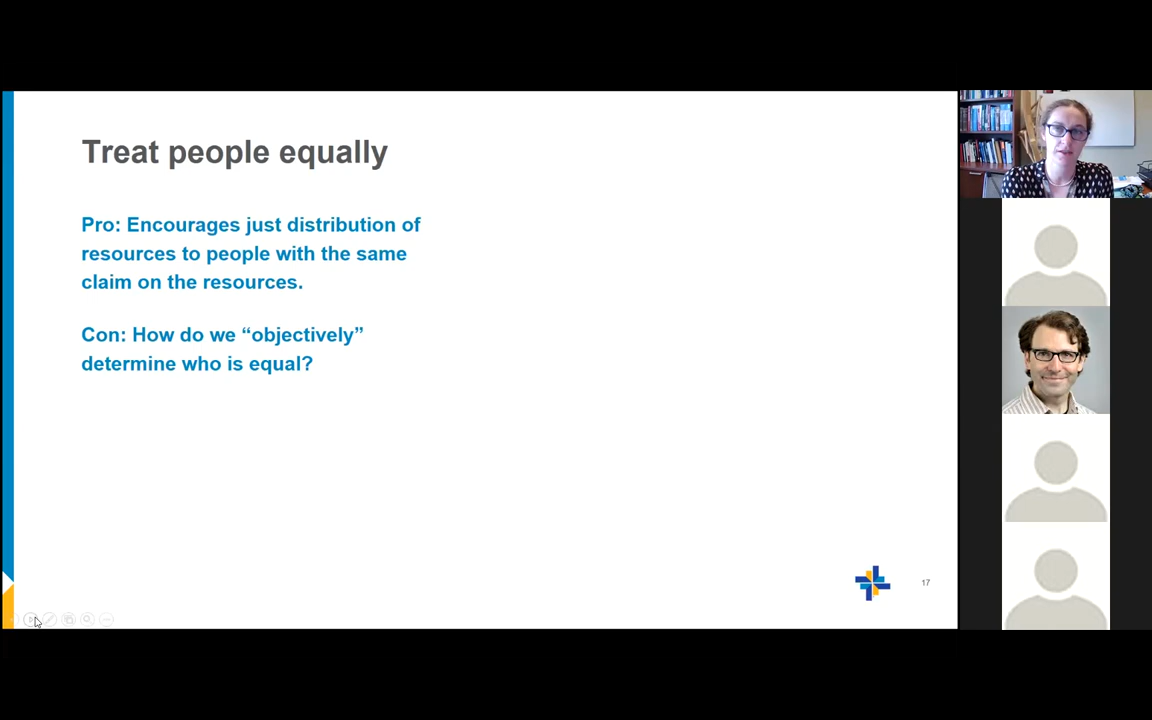 Treat people equally
Pro: Encourages just distribution of
resources to people with the same
claim on the resources.
Con: How do we “objectively”
determine who is equal?
17